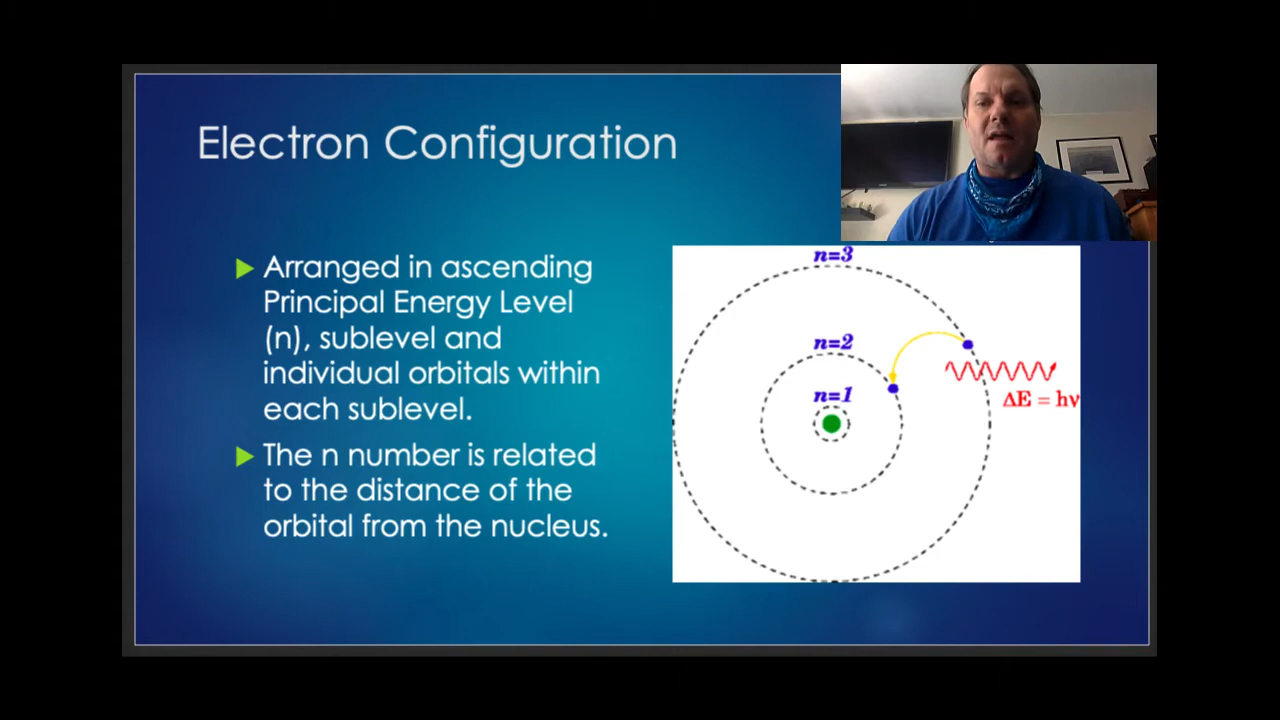 Electron Configuration
Arranged in ascending
Principal Energy Level
(n), sublevel and
individual orbitals within
each sublevel.
The n number is related
to the distance of the
orbital from the nucleus.
n=3
n=2
n=1
ΔE = hν